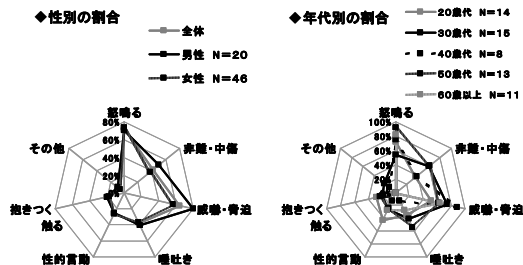 ◆性別の割合
全体
男性 N=20
女性 N=46
怒鳴る
80%
60%
40%
20%
0%
非難・中傷
威嚇・脅迫
唾吐き
性的言動
抱きつく
触る
その他
◆年代別の割合
20歳代 N=14
30歳代 N=15
40歳代 N=8
50歳代 N=13
60歳以上 N=11
怒鳴る
100%
80%
60%
40%
20%
0%
非難・中傷
威嚇・脅迫
唾吐き
性的言動
抱きつく
触る
その他